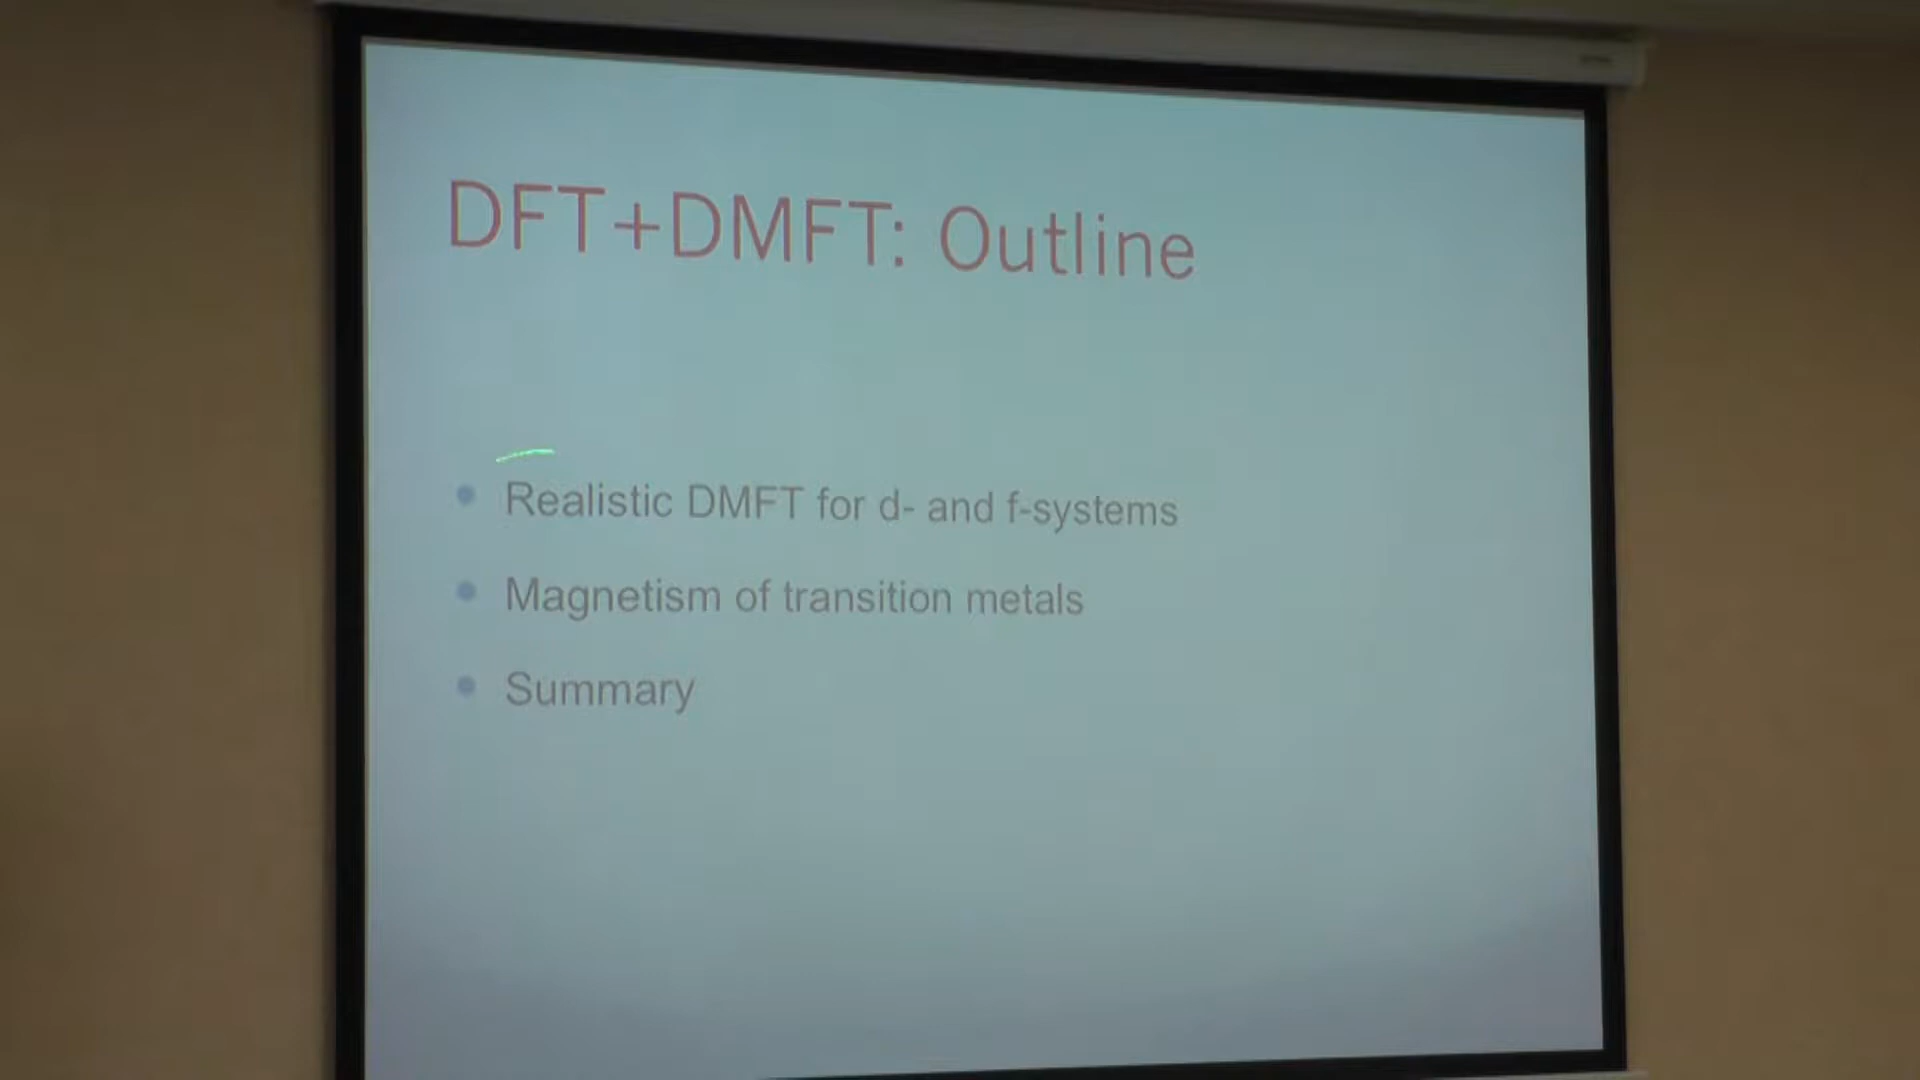 DFT+DMFT: Outline
• Realistic DMFT for d- and f-systems
• Magnetism of transition metals
• Summary